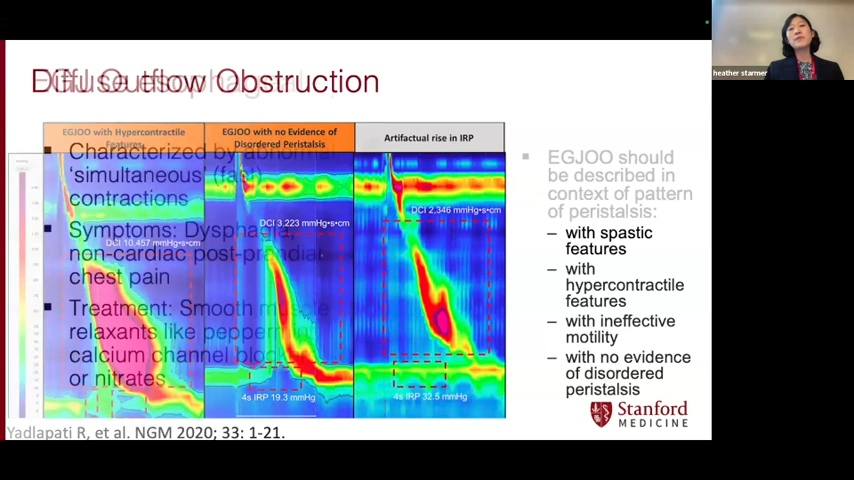 heather starmer
Diffuse
EGJ Outflow Obstruction
EGJOO with Hypercontractile
Features
EGJOO with no Evidence of
Disordered Peristalsis
Artifactual rise in IRP
Characterized by
'simultaneous' (fast)
contractions
Symptoms: Dysphagia,
non-cardiac post-prandial
chest pain
Treatment: Smooth muscle
relaxants like
calcium channel
or nitrates
DCI 10,457 mmHg•s•cm
DCI 3,223 mmHg•s•cm
DCI 2,346 mmHg•s•cm
4s IRP 19.3 mmHg
4s IRP 32.5 mmHg
EGJOO should
be described in
context of pattern
of peristalsis:
– with spastic
features
– with
hypercontractile
features
– with ineffective
motility
– with no evidence
of disordered
peristalsis
Stanford
MEDICINE
Yadlapati R, et al. NGM 2020; 33: 1-21.